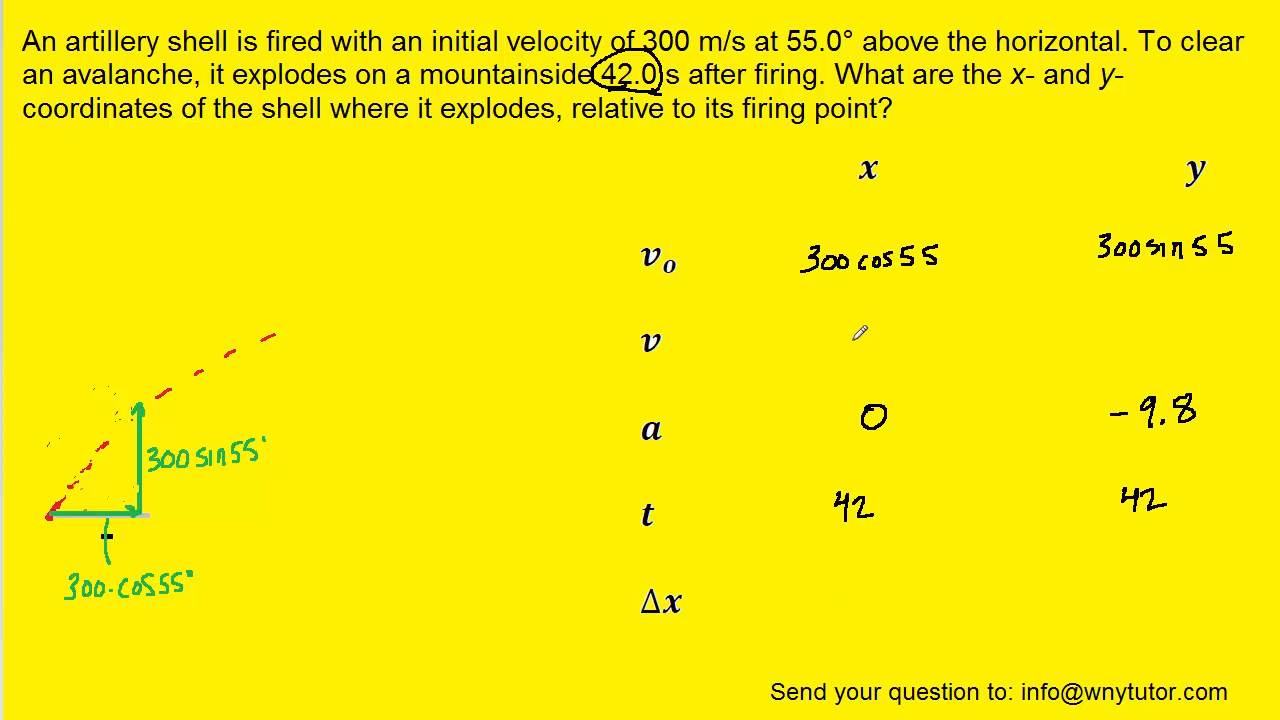 An artillery shell is fired with an initial velocity of 300 m/s at 55.0° above the horizontal. To clear
an avalanche, it explodes on a mountainside 42.0 s after firing. What are the x- and y-
coordinates of the shell where it explodes, relative to its firing point?
x y
v₀ 300 cos 55 300 sin 55
v
a 0 -9.8
300 sin 55°
t 42 42
300·cos 55°
Δx
Send your question to: info@wnytutor.com